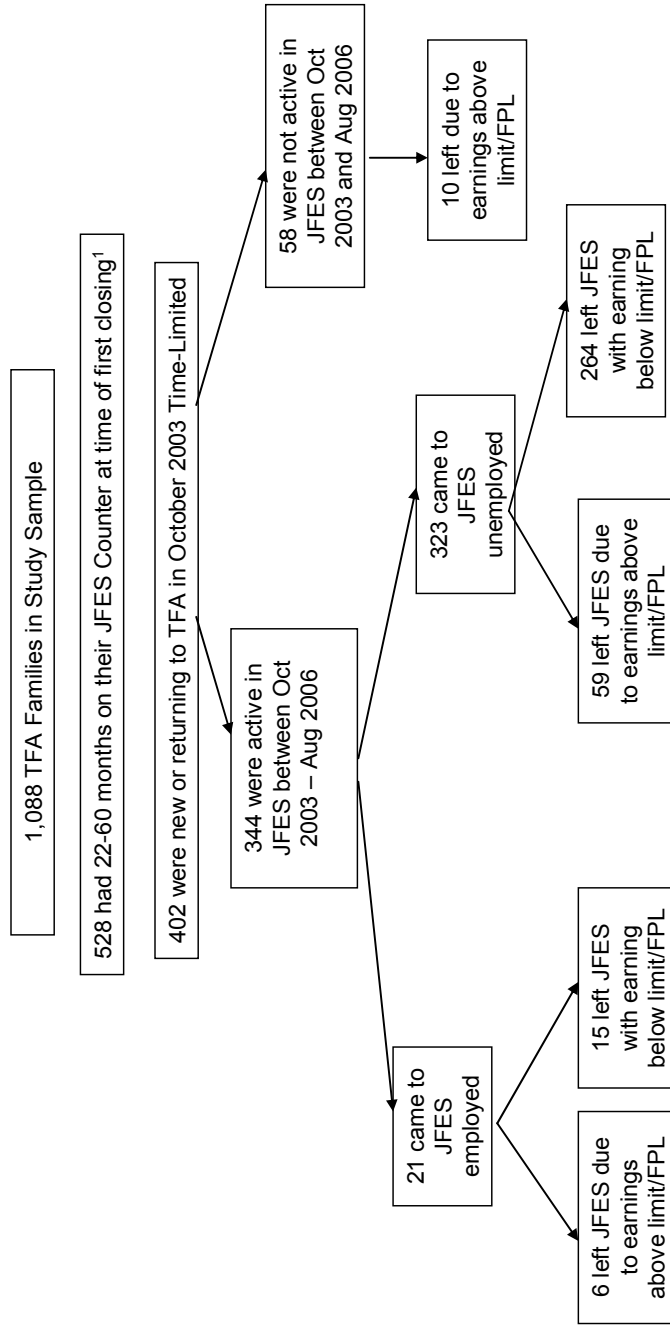 1,088 TFA Families in Study Sample
528 had 22-60 months on their JFES Counter at time of first closing¹
402 were new or returning to TFA in October 2003 Time-Limited
344 were active in
JFES between Oct
2003 – Aug 2006
58 were not active in
JFES between Oct
2003 and Aug 2006
21 came to
JFES
employed
323 came to
JFES
unemployed
10 left due to
earnings above
limit/FPL
6 left JFES due
to earnings
above limit/FPL
15 left JFES
with earning
below limit/FPL
59 left JFES due
to earnings above
limit/FPL
264 left JFES
with earning
below limit/FPL